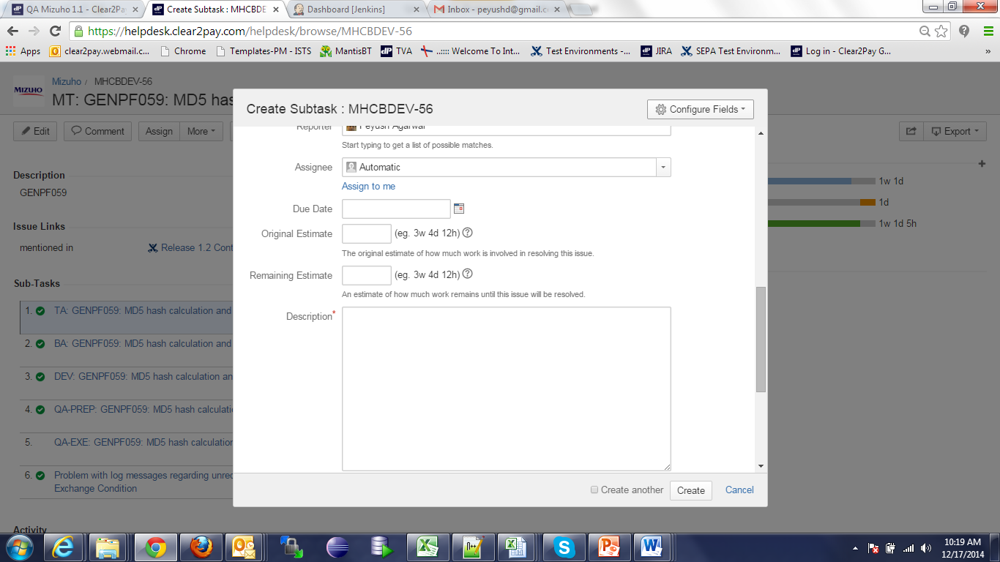 QA Mizuho 1.1 - Clear2Pay
Create Subtask : MHCBDE
Dashboard [Jenkins]
Inbox - peyushd@gmail.c
https://helpdesk.clear2pay.com/helpdesk/browse/MHCBDEV-56
Apps
clear2pay.webmail.c...
Chrome
Templates-PM - ISTS
MantisBT
TVA
..:::: Welcome To Int...
Test Environments -...
JIRA
SEPA Test Environm...
Log in - Clear2Pay G...
»
MIZUHO
Mizuho / MHCBDEV-56
MT: GENPF059: MD5 has
Edit
Comment
Assign
More
Export
Description
GENPF059
Issue Links
mentioned in
Release 1.2 Cont
Sub-Tasks
1. TA: GENPF059: MD5 hash calculation and
2. BA: GENPF059: MD5 hash calculation and
3. DEV: GENPF059: MD5 hash calculation an
4. QA-PREP: GENPF059: MD5 hash calculati
5. QA-EXE: GENPF059: MD5 hash calculation
6. Problem with log messages regarding unre
Exchange Condition
Activity
1w 1d
1d
1w 1d 5h
Create Subtask : MHCBDEV-56
Configure Fields
Reporter
Peyush Agarwal
Start typing to get a list of possible matches.
Assignee
Automatic
Assign to me
Due Date
Original Estimate
(eg. 3w 4d 12h)
The original estimate of how much work is involved in resolving this issue.
Remaining Estimate
(eg. 3w 4d 12h)
An estimate of how much work remains until this issue will be resolved.
Description*
Create another
Create
Cancel
10:19 AM
12/17/2014